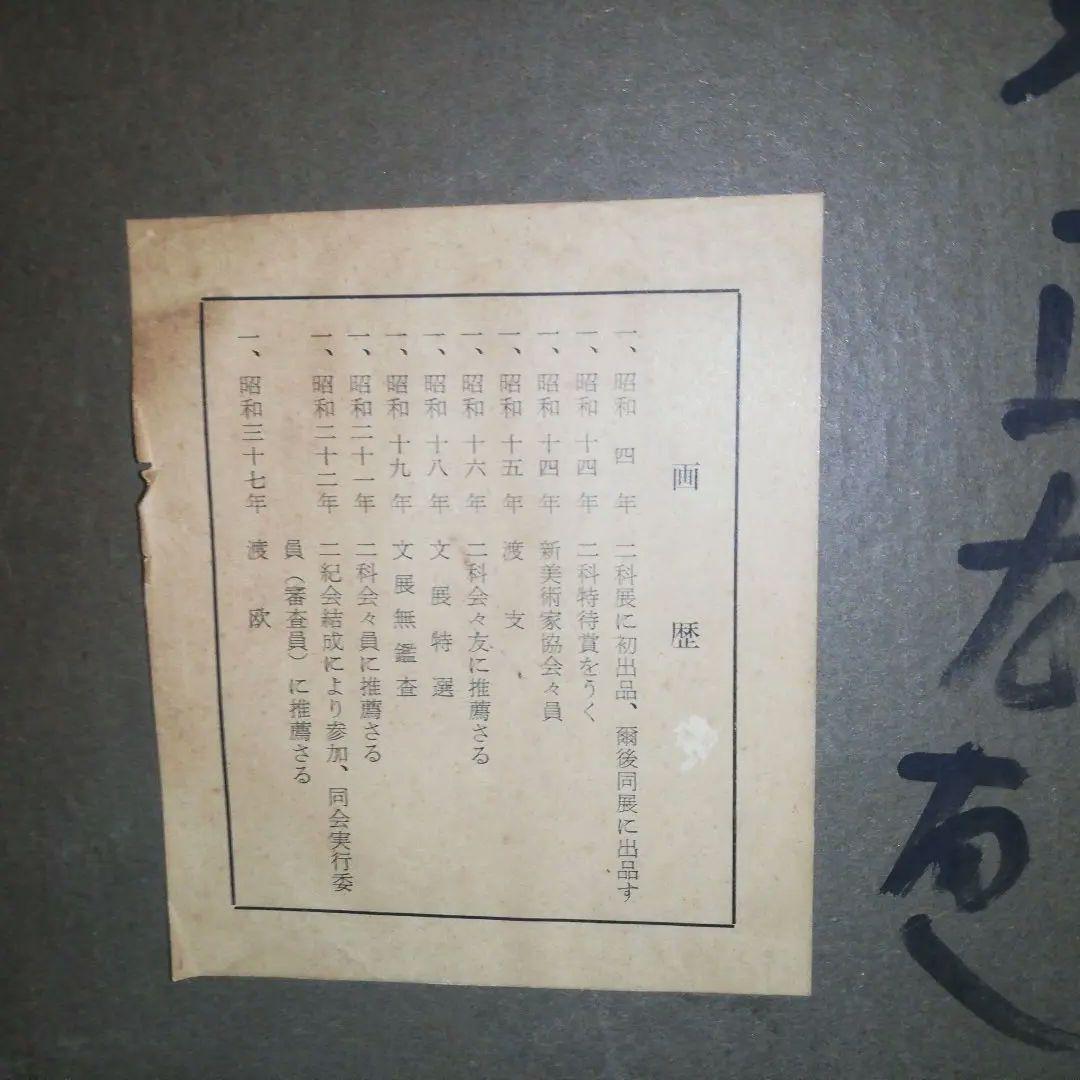 画歴
一、昭和四年 二科展に初出品、爾後同展に出品す
一、昭和十四年 二科特待賞をうく
一、昭和十四年 新美術家協会々員
一、昭和十五年 渡支
一、昭和十六年 二科会々友に推薦さる
一、昭和十八年 文展特選
一、昭和十九年 文展無鑑査
一、昭和二十一年 二科会々員に推薦さる
一、昭和二十二年 二紀会結成により参加、同会実行委
員(審査員)に推薦さる
一、昭和三十七年 渡欧